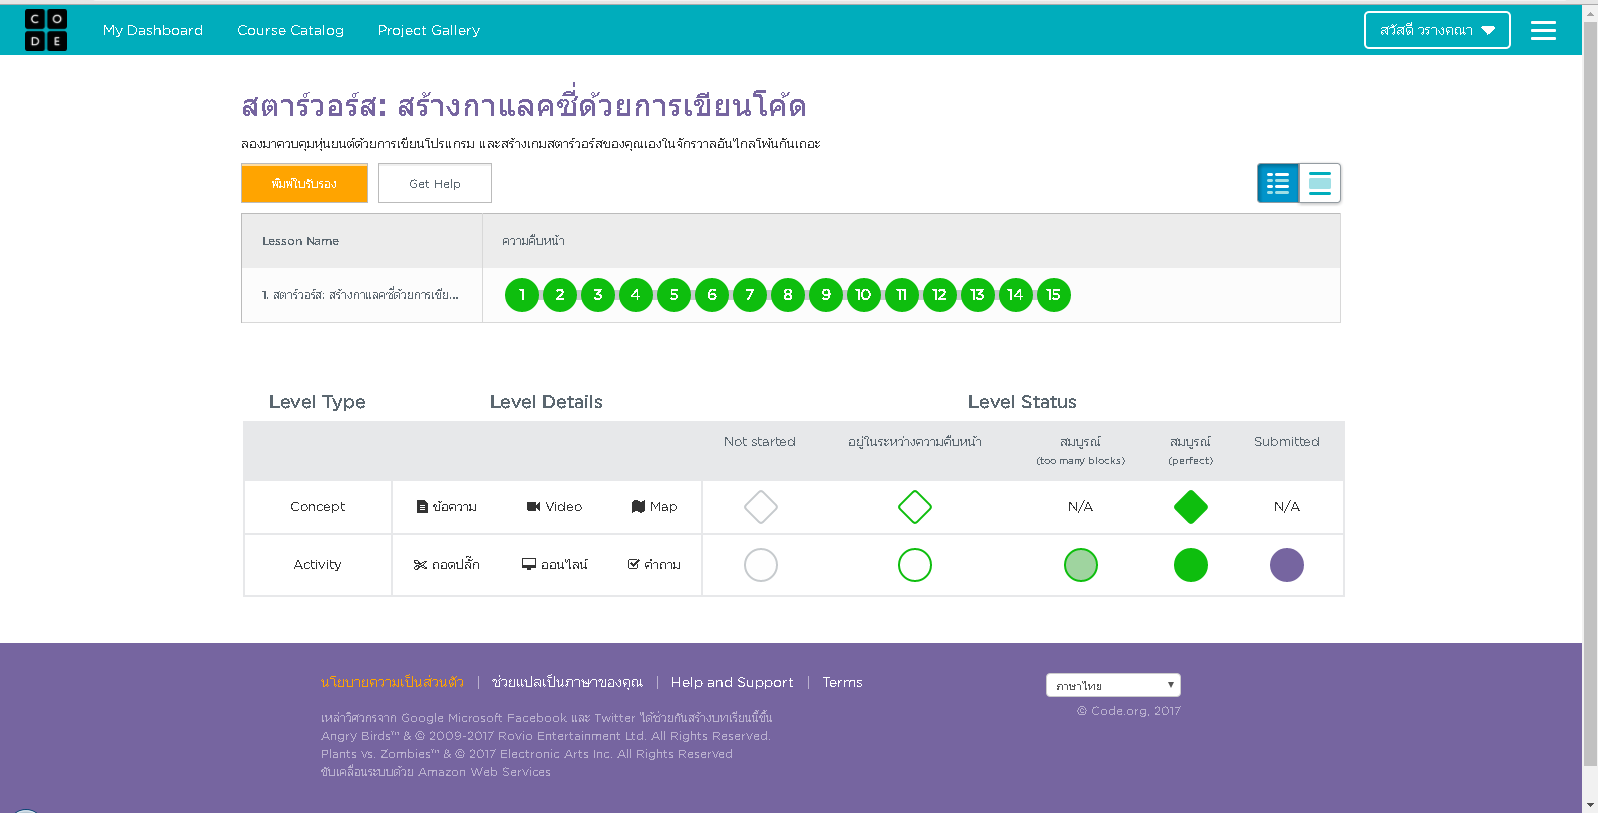 CODE
My Dashboard Course Catalog Project Gallery สวัสดี วรางคณา
สตาร์วอร์ส: สร้างกาแลคซี่ด้วยการเขียนโค้ด
ลองมาควบคุมหุ่นยนต์ด้วยการเขียนโปรแกรม และสร้างเกมสตาร์วอร์สของคุณเองในจักรวาลอันไกลโพ้นกันเถอะ
พิมพ์ใบรับรอง Get Help
Lesson Name ความคืบหน้า
1. สตาร์วอร์ส: สร้างกาแลคซี่ด้วยการเขีย... 1 2 3 4 5 6 7 8 9 10 11 12 13 14 15
Level Type Level Details Level Status
Not started อยู่ในระหว่างความคืบหน้า สมบูรณ์ สมบูรณ์ Submitted
(too many blocks) (perfect)
Concept ข้อความ Video Map N/A N/A
Activity ถอดปลั๊ก ออนไลน์ คำถาม
นโยบายความเป็นส่วนตัว | ช่วยแปลเป็นภาษาของคุณ | Help and Support | Terms ภาษาไทย
© Code.org, 2017
เหล่าวิศวกรจาก Google Microsoft Facebook และ Twitter ได้ช่วยกันสร้างบทเรียนนี้ขึ้น
Angry Birds™ & © 2009-2017 Rovio Entertainment Ltd. All Rights Reserved.
Plants vs. Zombies™ & © 2017 Electronic Arts Inc. All Rights Reserved
ขับเคลื่อนระบบด้วย Amazon Web Services